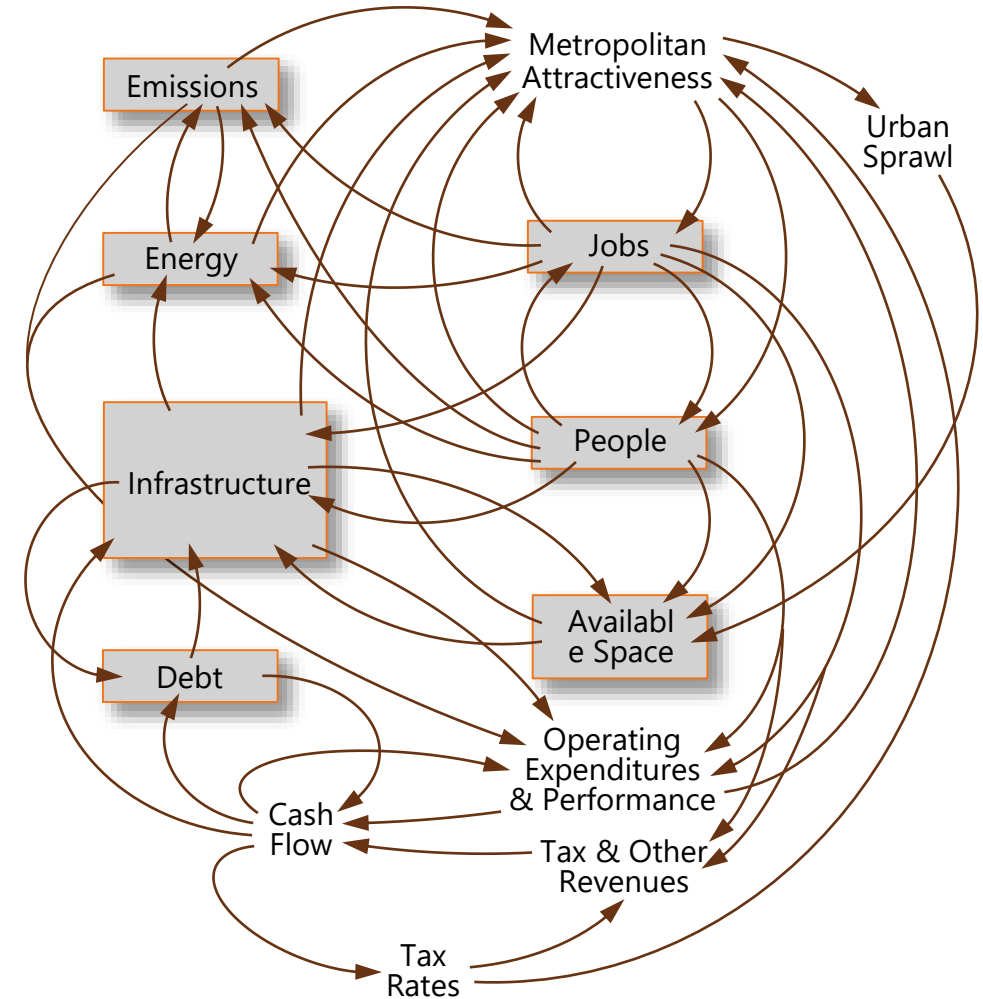 Metropolitan
Attractiveness
Emissions
Urban
Sprawl
Jobs
Energy
People
Infrastructure
Availabl
e Space
Debt
Operating
Expenditures
& Performance
Cash
Flow
Tax & Other
Revenues
Tax
Rates